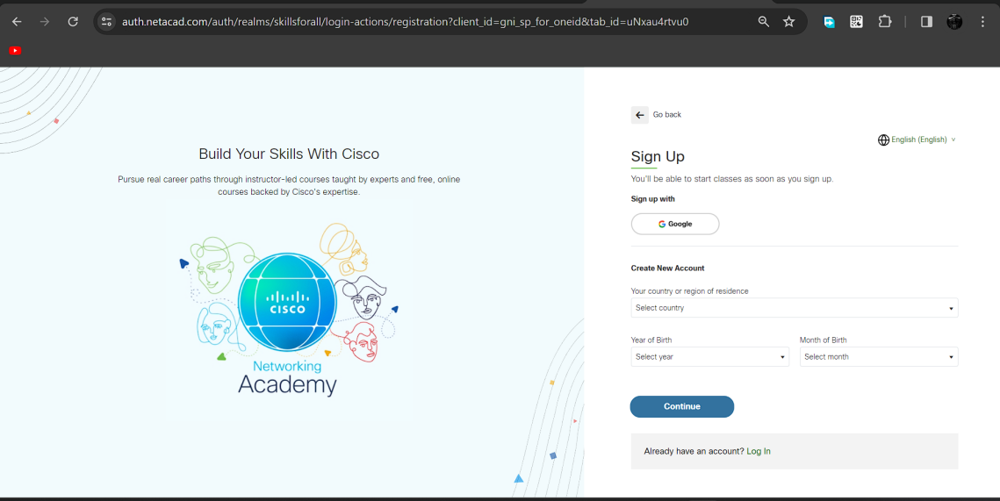 auth.netacad.com/auth/realms/skillsforall/login-actions/registration?client_id=gni_sp_for_oneid&tab_id=uNxau4rtvu0
Go back
English (English)
Build Your Skills With Cisco
Pursue real career paths through instructor-led courses taught by experts and free, online
courses backed by Cisco's expertise.
CISCO
Networking
Academy
Sign Up
You'll be able to start classes as soon as you sign up.
Sign up with
Google
Create New Account
Your country or region of residence
Select country
Year of Birth
Month of Birth
Select year
Select month
Continue
Already have an account? Log In